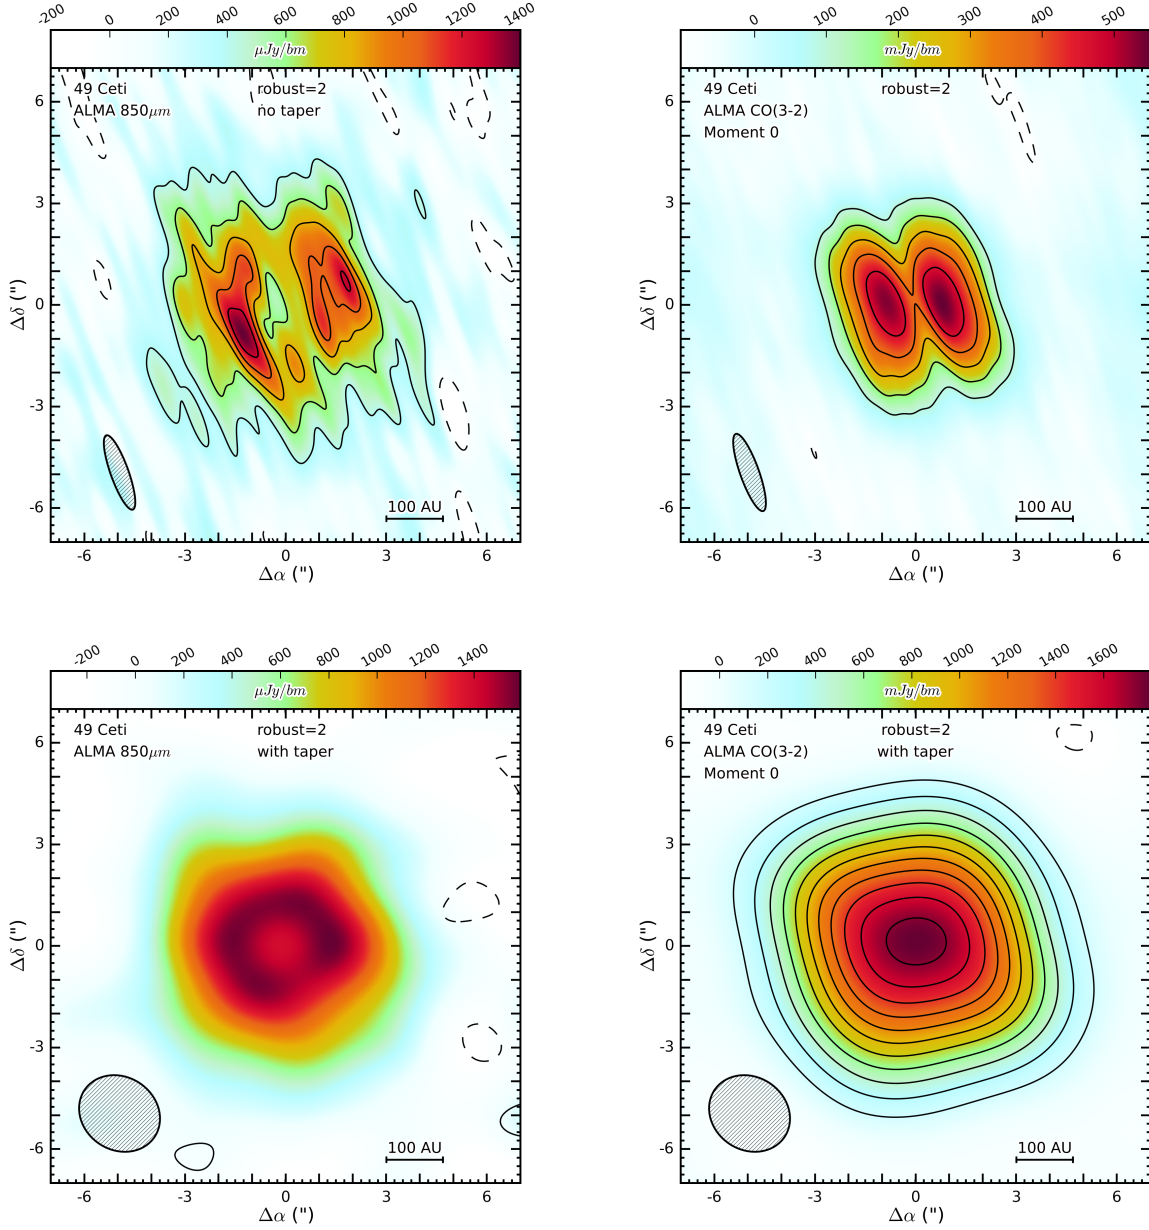 -200 0 200 400 600 800 1000 1200 1400
μJy/bm
49 Ceti robust=2
ALMA 850μm no taper
6
3
0
-3
-6
Δδ (")
100 AU
-6 -3 0 3 6
Δα (")
0 100 200 300 400 500
mJy/bm
49 Ceti robust=2
ALMA CO(3-2)
Moment 0
6
3
0
-3
-6
Δδ (")
100 AU
-6 -3 0 3 6
Δα (")
-200 0 200 400 600 800 1000 1200 1400
μJy/bm
49 Ceti robust=2
ALMA 850μm with taper
6
3
0
-3
-6
Δδ (")
100 AU
-6 -3 0 3 6
Δα (")
0 200 400 600 800 1000 1200 1400 1600
mJy/bm
49 Ceti robust=2
ALMA CO(3-2) with taper
Moment 0
6
3
0
-3
-6
Δδ (")
100 AU
-6 -3 0 3 6
Δα (")